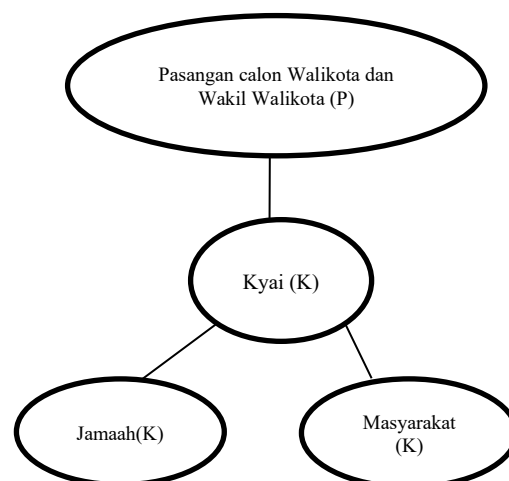 Pasangan calon Walikota dan
Wakil Walikota (P)
Kyai (K)
Jamaah(K)
Masyarakat
(K)